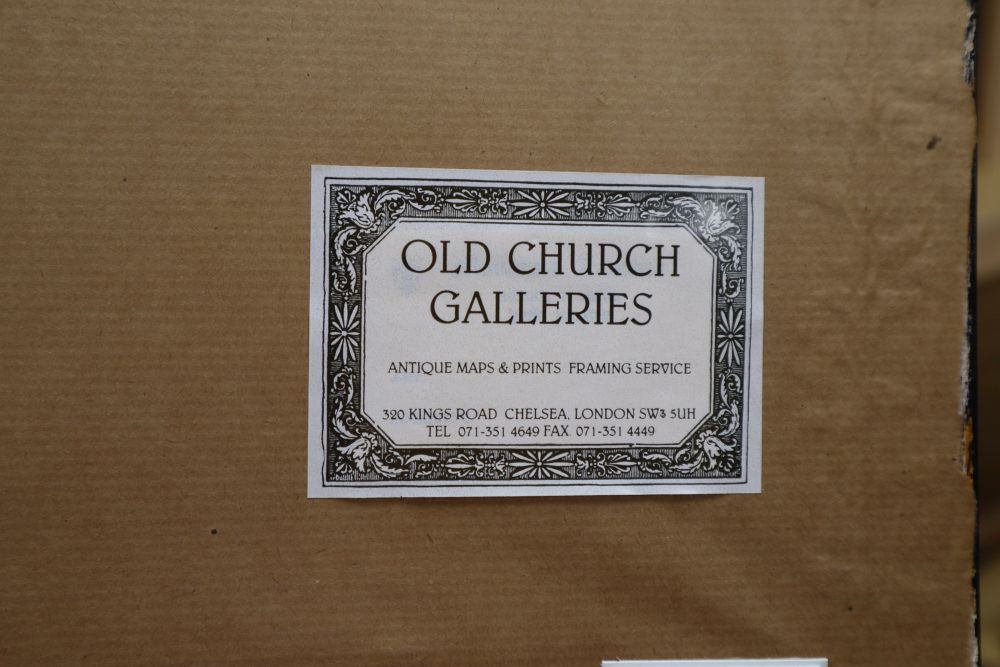 OLD CHURCH
GALLERIES
ANTIQUE MAPS & PRINTS FRAMING SERVICE
320 KINGS ROAD CHELSEA, LONDON SW3 5UH
TEL 071-351 4649 FAX. 071-351 4449